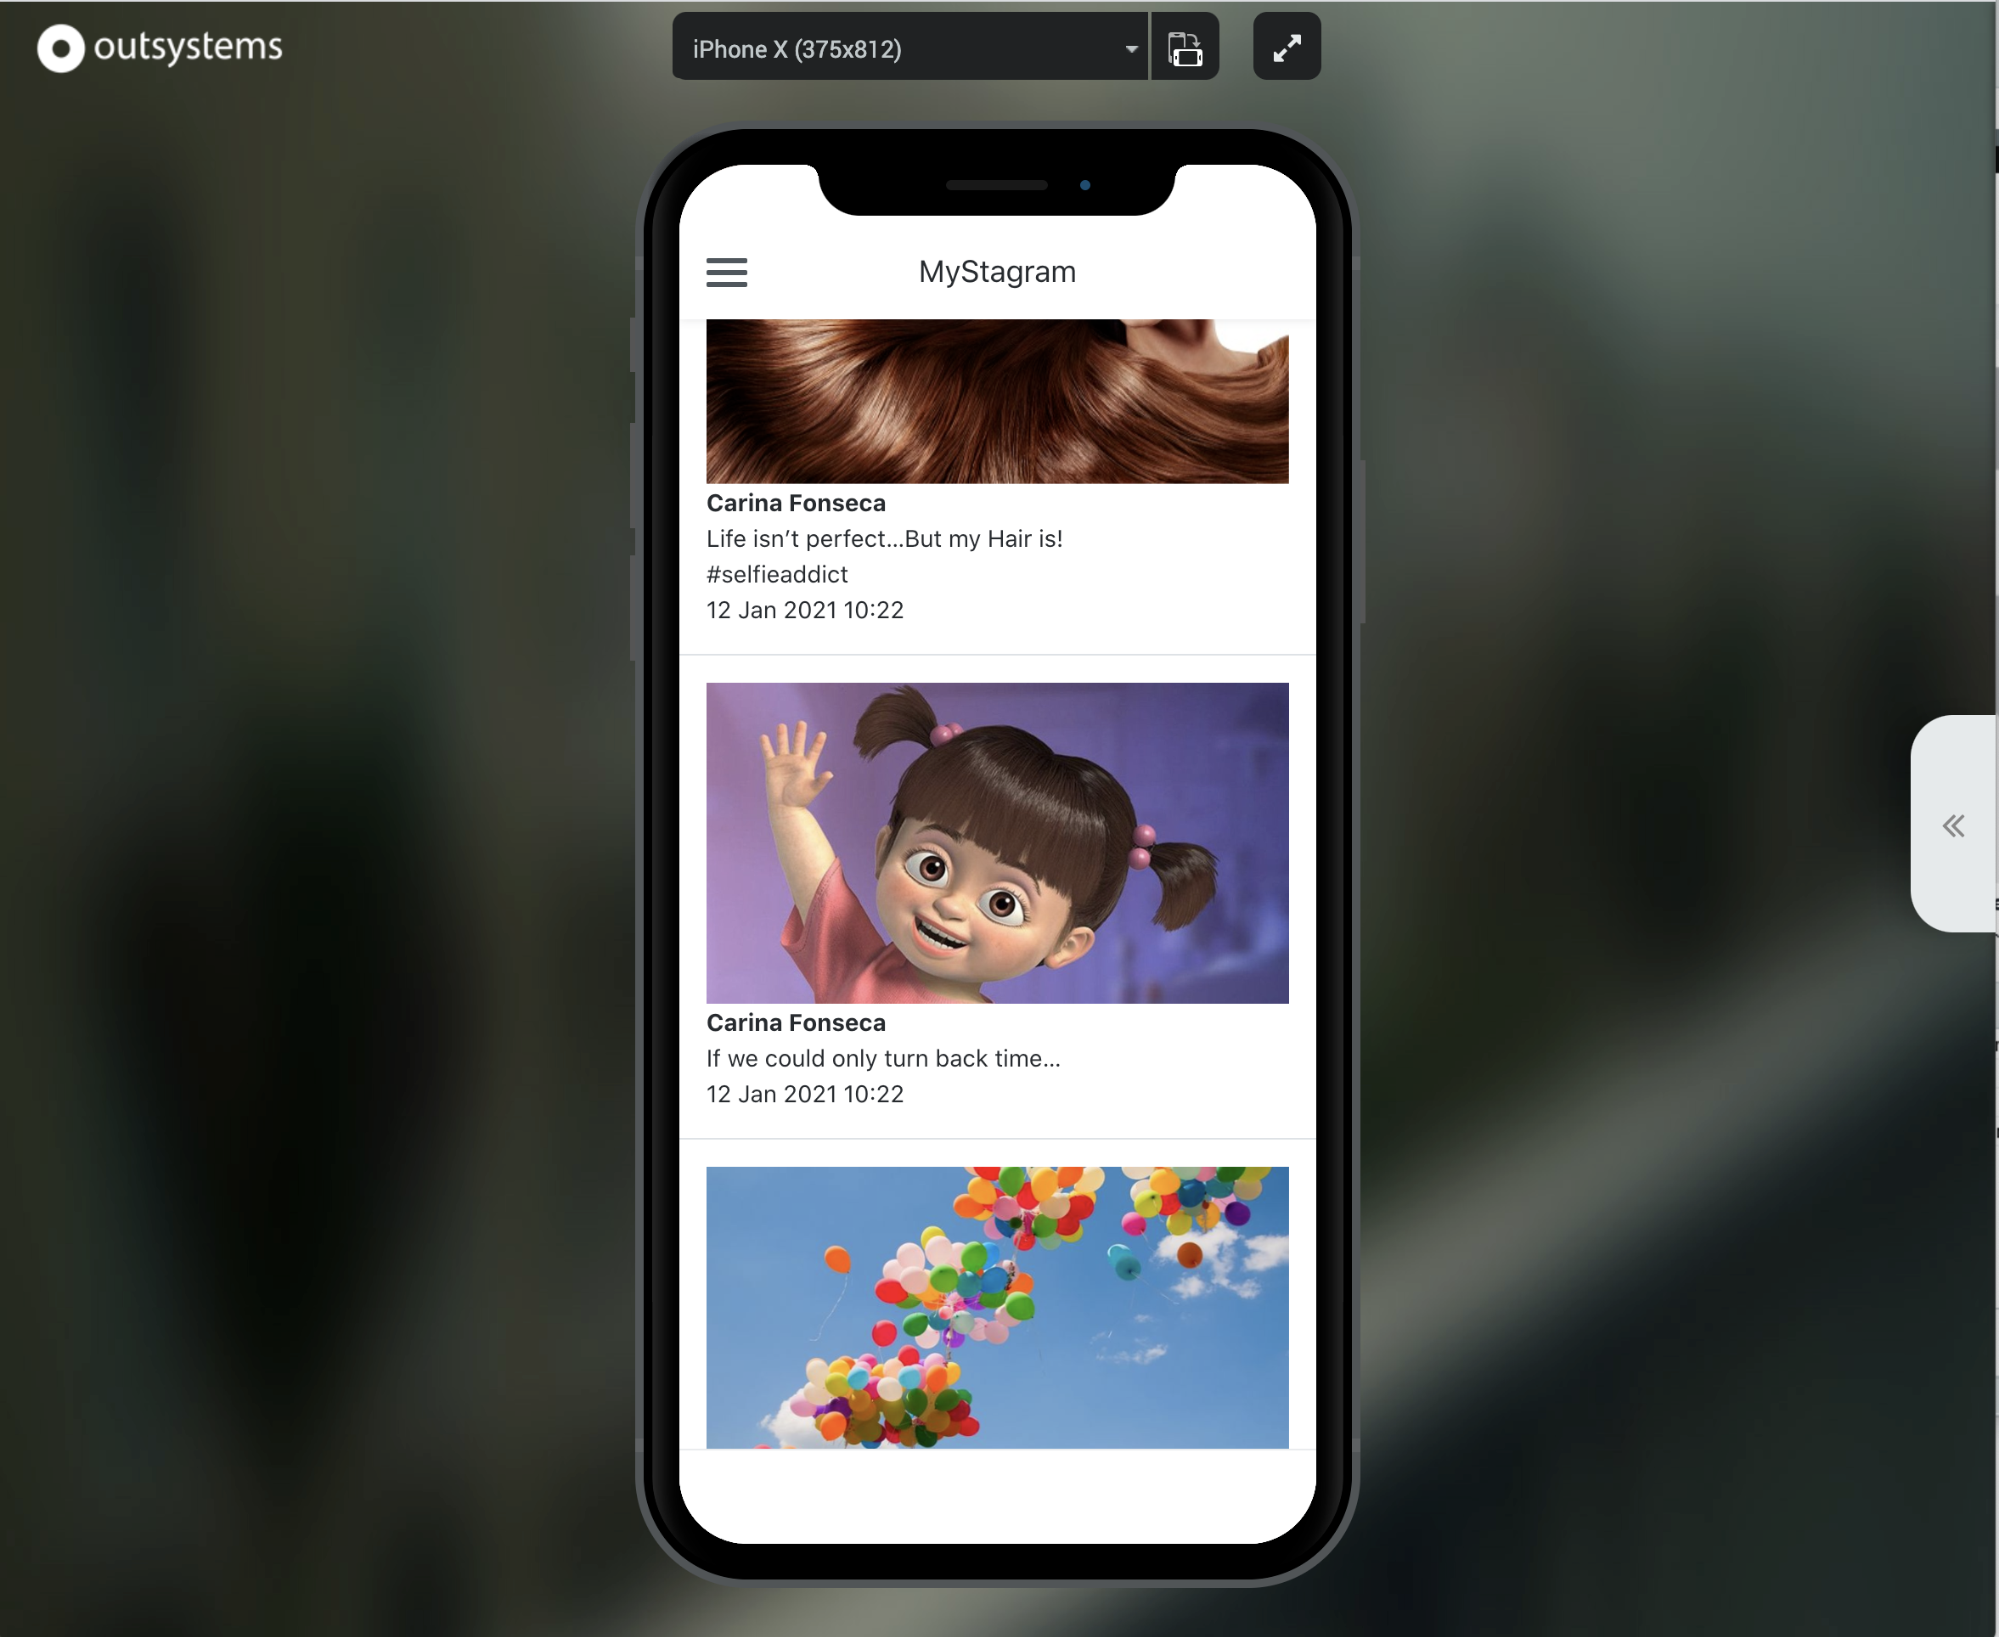 outsystems
iPhone X (375x812)
MyStagram
Carina Fonseca
Life isn’t perfect...But my Hair is!
#selfieaddict
12 Jan 2021 10:22
Carina Fonseca
If we could only turn back time...
12 Jan 2021 10:22